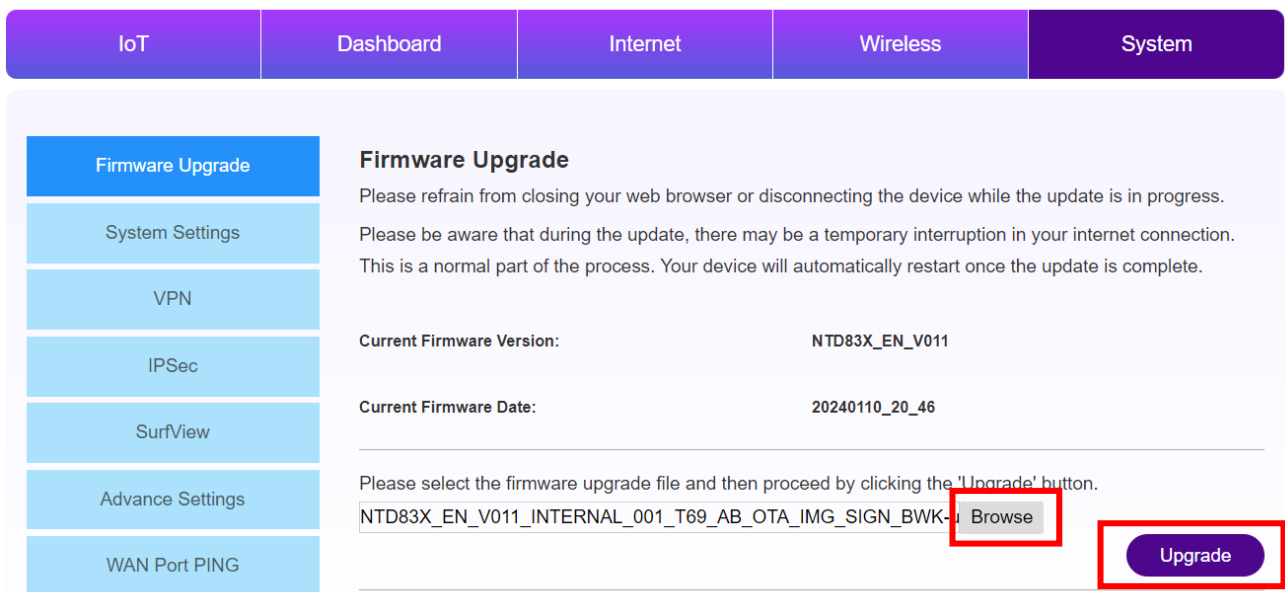 IoT
Dashboard
Internet
Wireless
System
Firmware Upgrade
System Settings
VPN
IPSec
SurfView
Advance Settings
WAN Port PING
Firmware Upgrade
Please refrain from closing your web browser or disconnecting the device while the update is in progress.
Please be aware that during the update, there may be a temporary interruption in your internet connection.
This is a normal part of the process. Your device will automatically restart once the update is complete.
Current Firmware Version: NTD83X_EN_V011
Current Firmware Date: 20240110_20_46
Please select the firmware upgrade file and then proceed by clicking the 'Upgrade' button.
NTD83X_EN_V011_INTERNAL_001_T69_AB_OTA_IMG_SIGN_BWK-u Browse
Upgrade